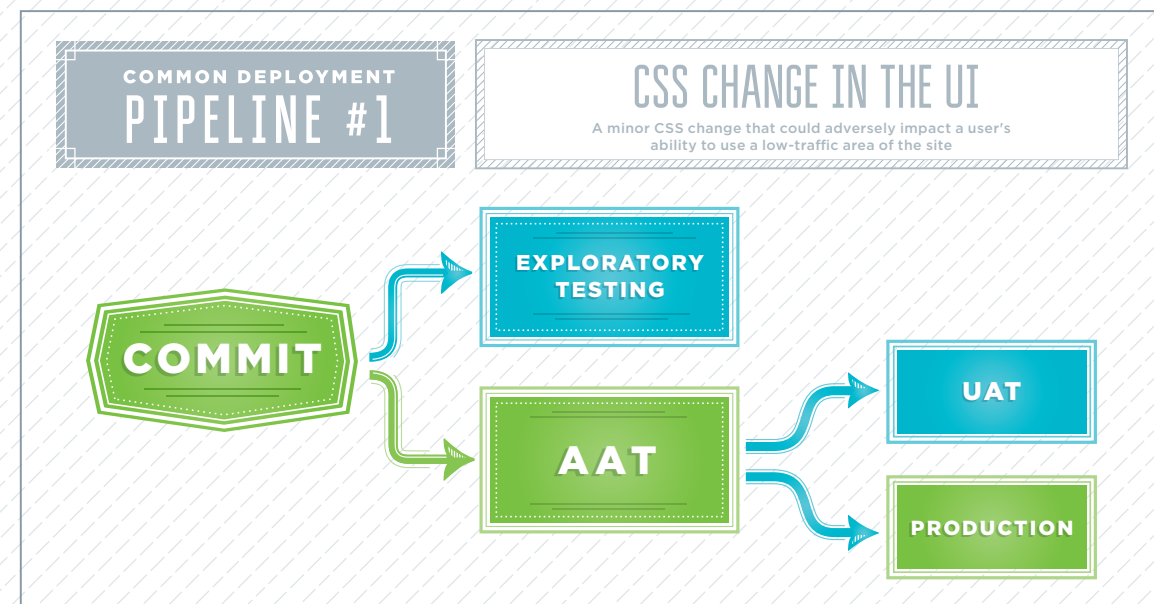 COMMON DEPLOYMENT
PIPELINE #1
CSS CHANGE IN THE UI
A minor CSS change that could adversely impact a user's
ability to use a low-traffic area of the site
EXPLORATORY
TESTING
COMMIT
UAT
AAT
PRODUCTION